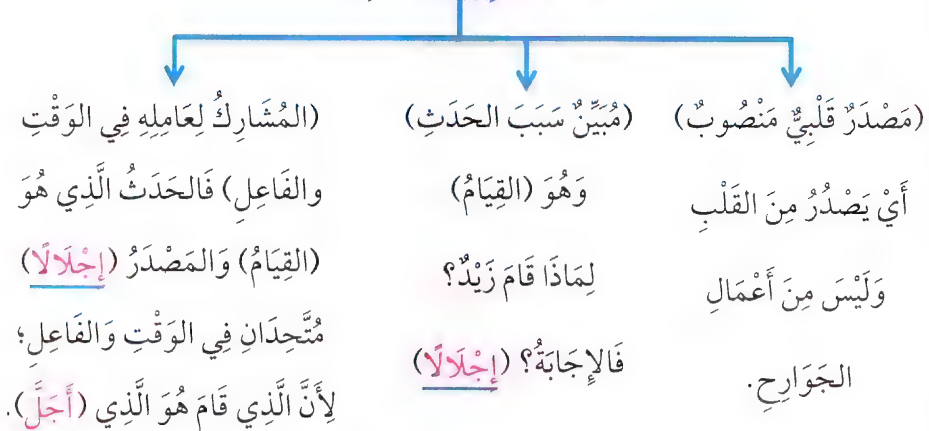 (مَصْدَرٌ قَلْبِيٌّ مَنْصُوبٌ)
أَيْ يَصْدُرُ مِنَ القَلْبِ
وَلَيْسَ مِنَ أَعْمَالِ
الجَوَارِحِ.
(مُبَيِّنٌ سَبَبَ الحَدَثِ)
وَهُوَ (القِيَامُ)
لِمَاذَا قَامَ زَيْدٌ؟
فَالإِجَابَةُ؟ (إِجْلَالًا)
(المُشَارِكُ لِعَامِلِهِ فِي الوَقْتِ
والفَاعِلِ) فَالحَدَثُ الَّذِي هُوَ
(القِيَامُ) وَالمَصْدَرُ (إِجْلَالًا)
مُتَّحِدَانِ فِي الوَقْتِ وَالفَاعِلِ؛
لِأَنَّ الَّذِي قَامَ هُوَ الَّذِي (أَجَلَّ).